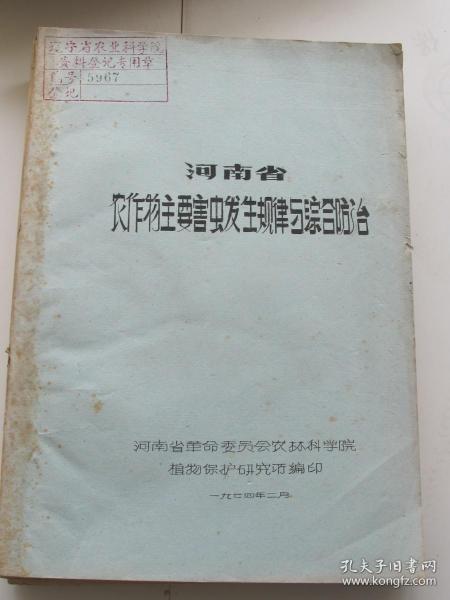 辽宁省农业科学院
资料登记专用章
编号 5967
登记
河南省
农作物主要害虫发生规律与综合防治
河南省革命委员会农林科学院
植物保护研究所编印
一九七四年二月
孔夫子旧书网
www.kongfz.com